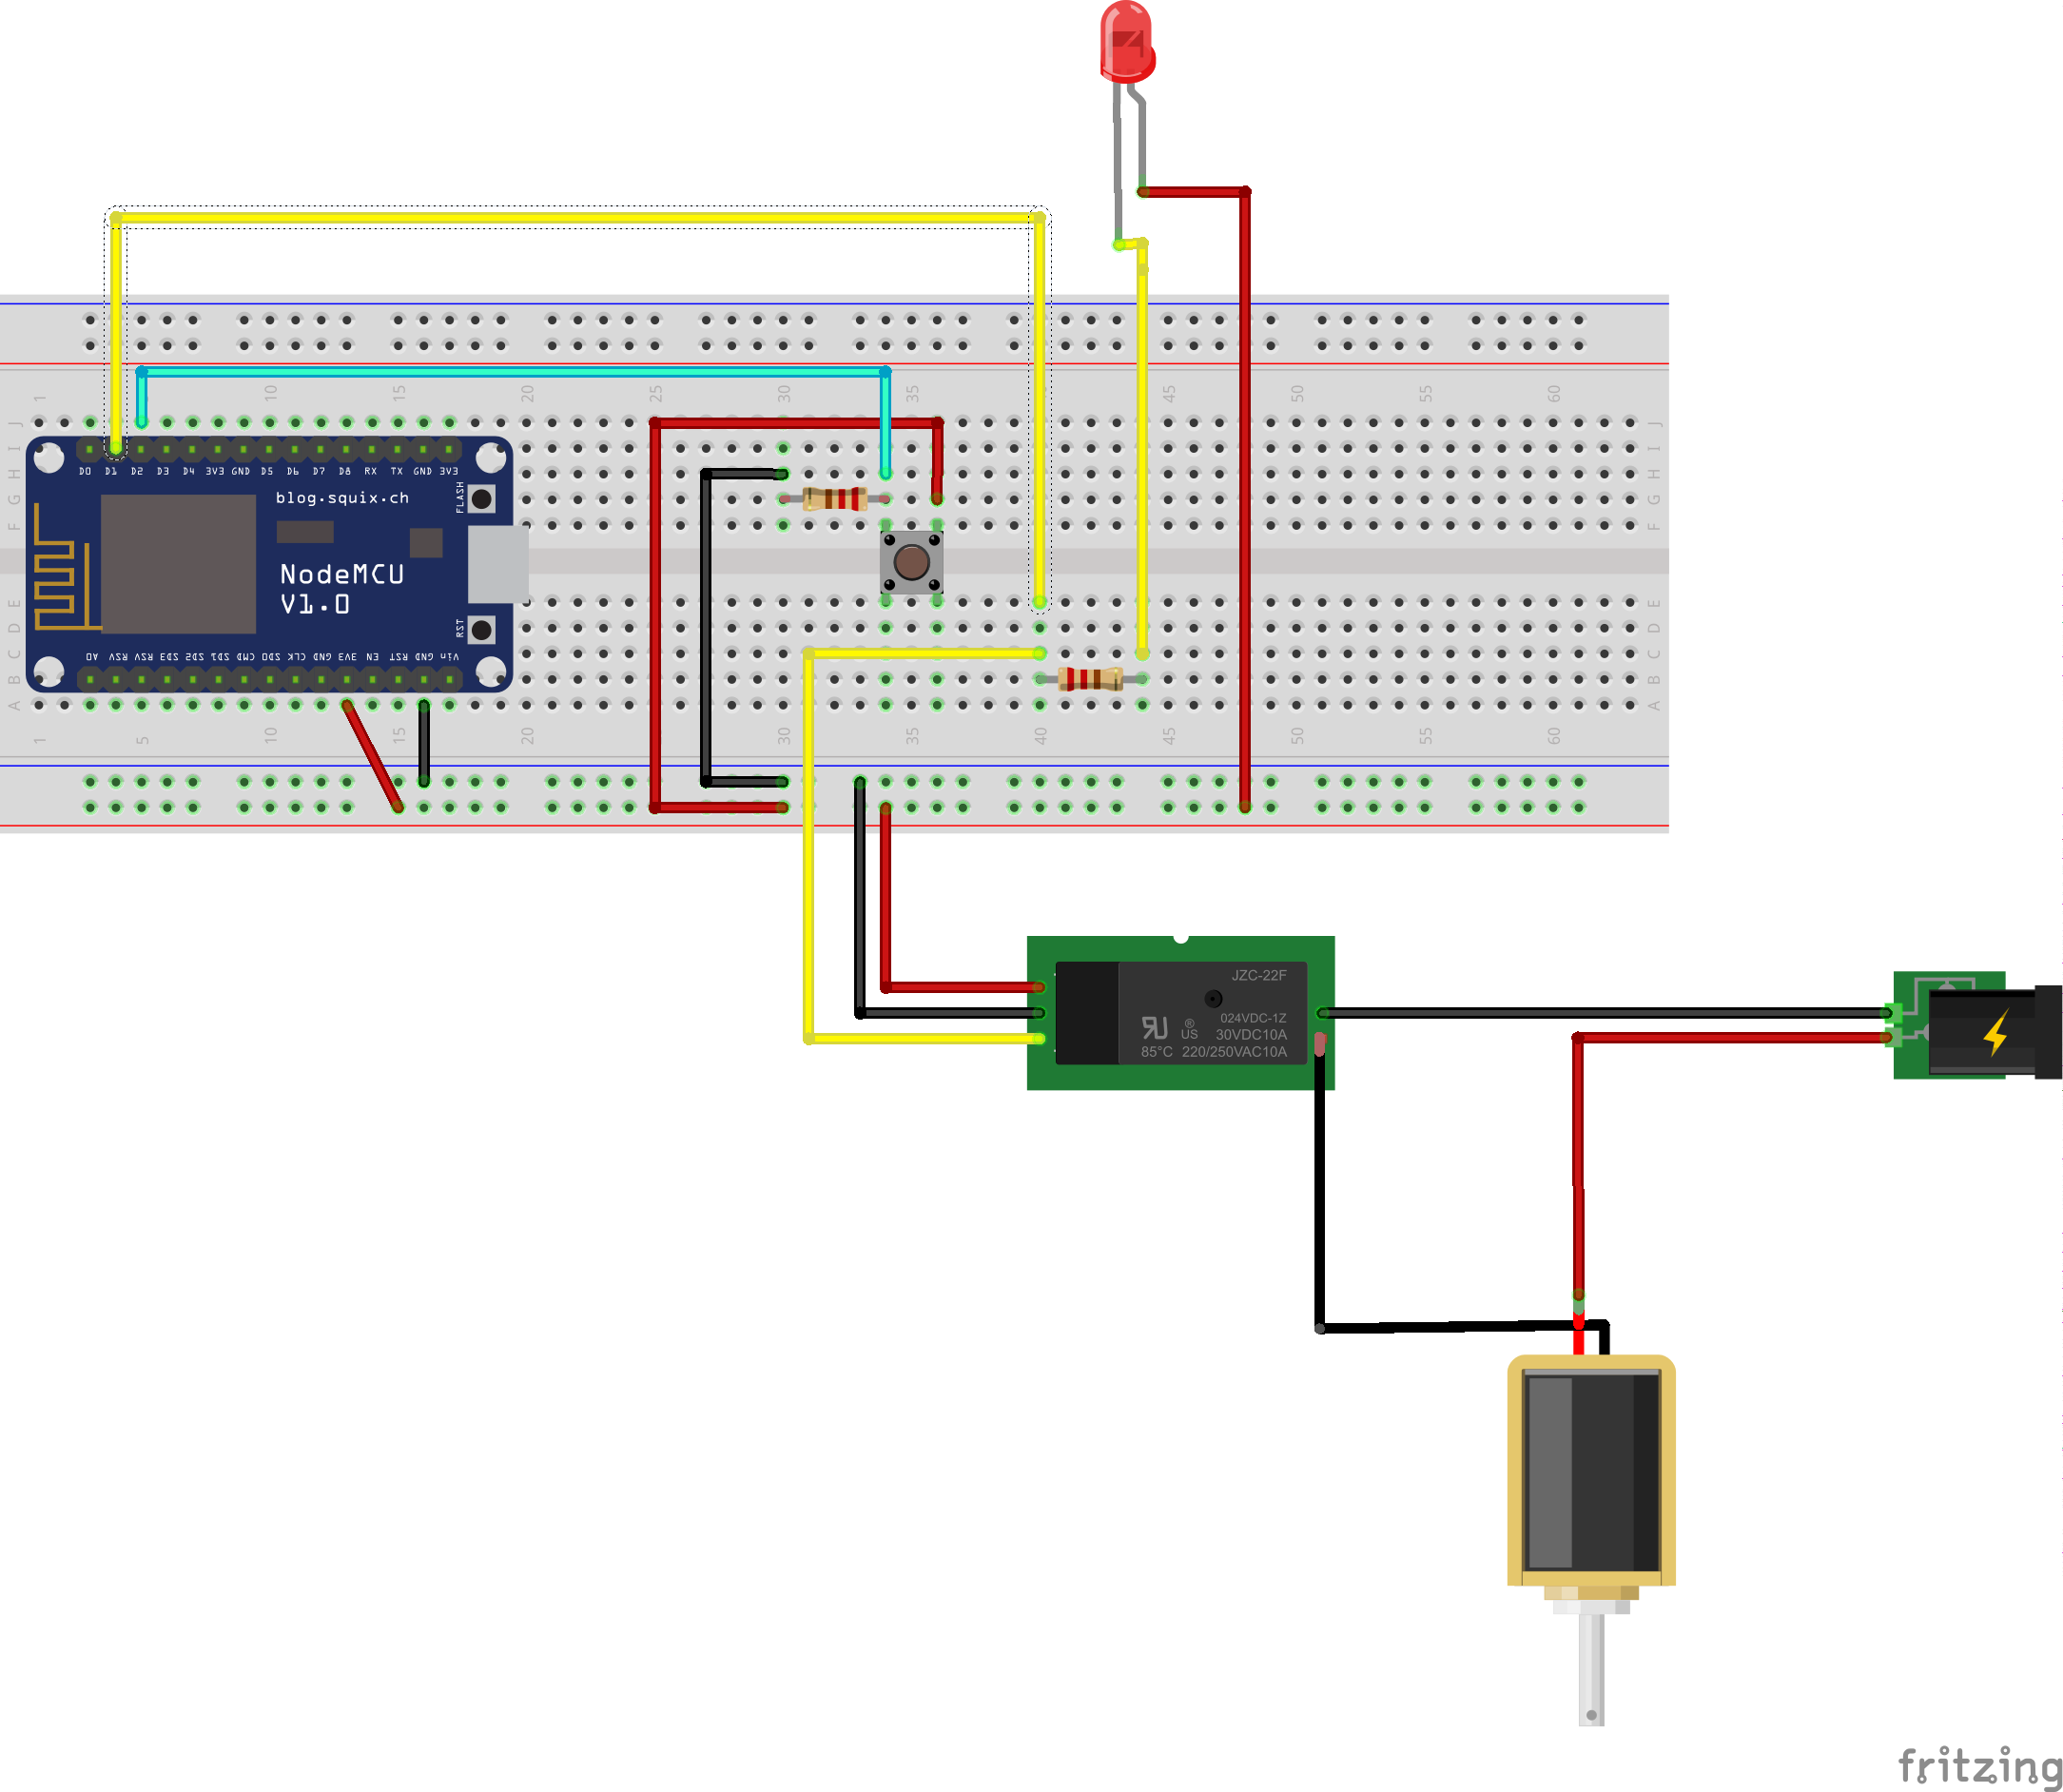 1 5 10 15 20 25 30 35 40 45 50 55 60
J
I
H
G
F
E
D
C
B
A
J
I
H
G
F
E
D
C
B
A
D0 D1 D2 D3 D4 3V3 GND D5 D6 D7 D8 RX TX GND 3V3
blog.squix.ch
FLASH
NodeMCU
V1.0
RST
A0 RSV RSV SD3 SD2 SD1 CMD SD0 CLK GND 3V3 EN RST GND Vin
1 5 10 15 20 25 30 35 40 45 50 55 60
JZC-22F
024VDC-1Z
® US 30VDC10A
85°C 220/250VAC10A
fritzing